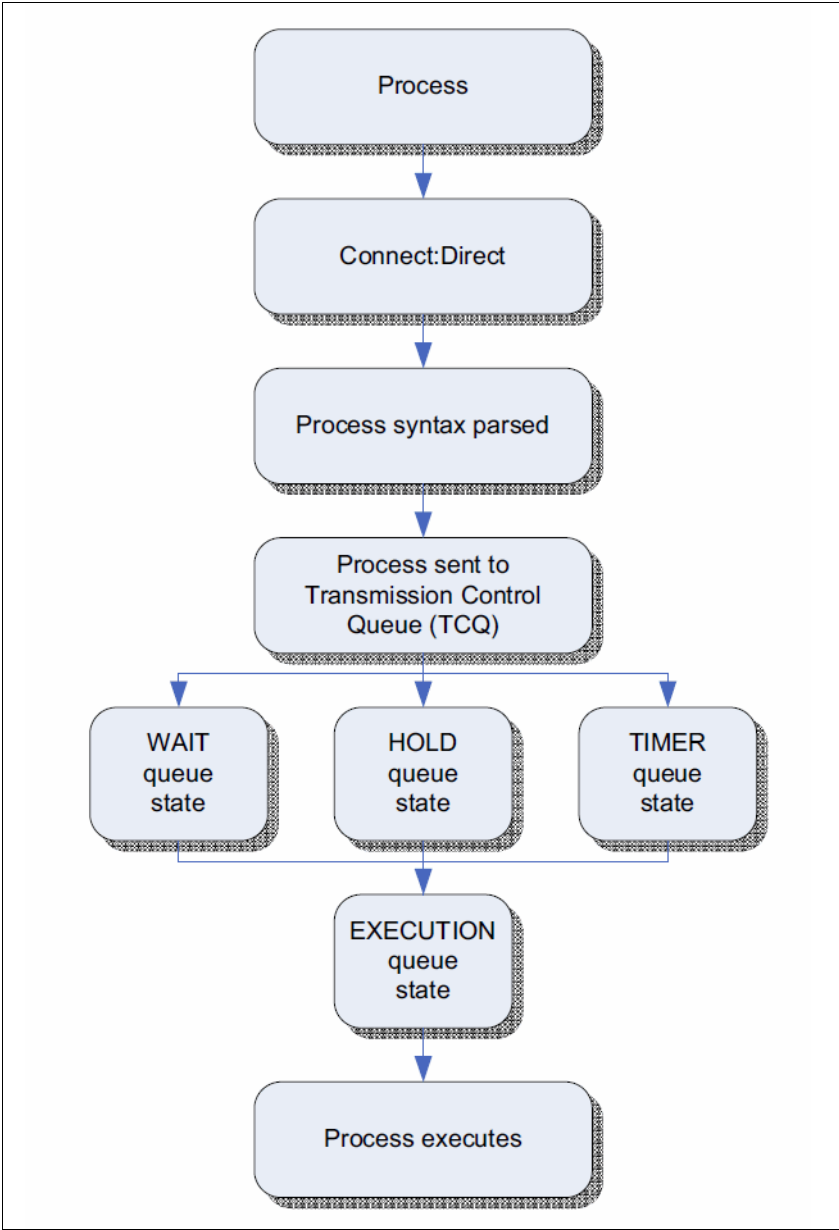 Process
Connect:Direct
Process syntax parsed
Process sent to
Transmission Control
Queue (TCQ)
WAIT
queue
state
HOLD
queue
state
TIMER
queue
state
EXECUTION
queue
state
Process executes